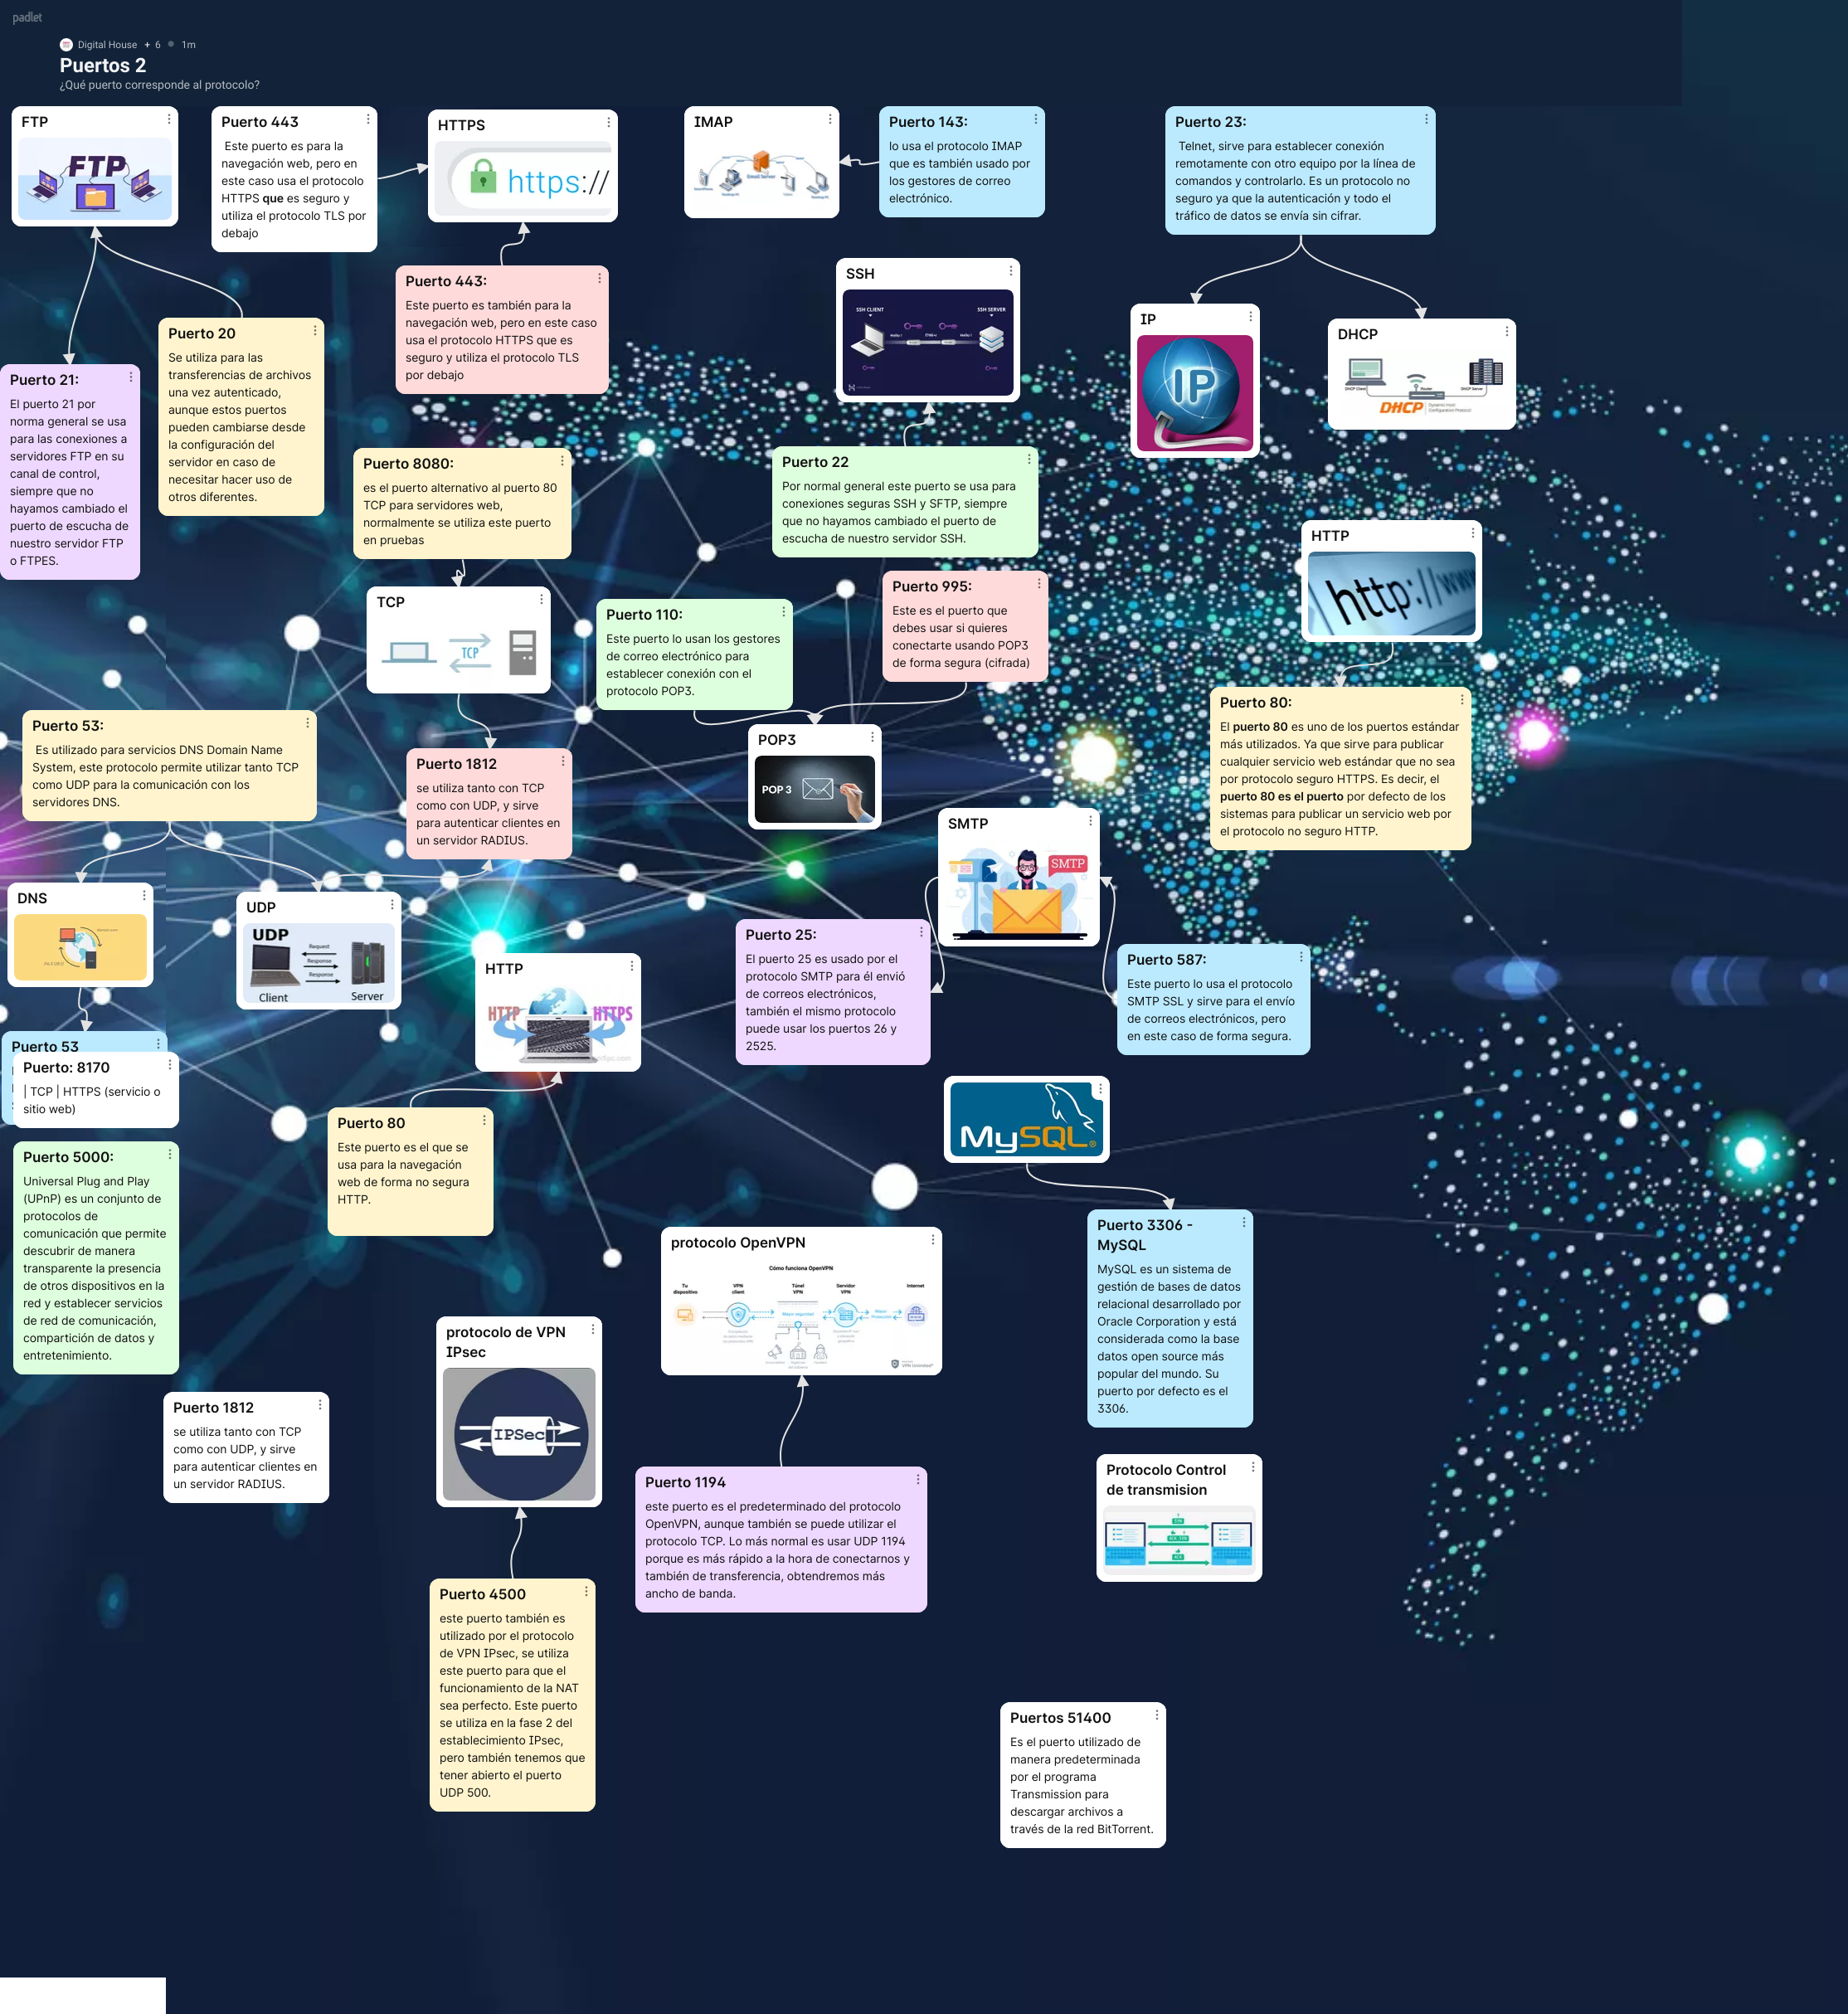 padlet
Digital House + 6 1m
Puertos 2
¿Qué puerto corresponde al protocolo?
FTP
FTP
Puerto 443
Este puerto es para la
navegación web, pero en
este caso usa el protocolo
HTTPS que es seguro y
utiliza el protocolo TLS por
debajo
HTTPS
https://
IMAP
Email Server
Puerto 143:
lo usa el protocolo IMAP
que es también usado por
los gestores de correo
electrónico.
Puerto 23:
Telnet, sirve para establecer conexión
remotamente con otro equipo por la línea de
comandos y controlarlo. Es un protocolo no
seguro ya que la autenticación y todo el
tráfico de datos se envía sin cifrar.
Puerto 443:
Este puerto es también para la
navegación web, pero en este caso
usa el protocolo HTTPS que es
seguro y utiliza el protocolo TLS
por debajo
SSH
SSH CLIENT
SSH SERVER
IP
IP
DHCP
DHCP Client
Router
DHCP Server
DHCP
Dynamic Host
Configuration Protocol
Puerto 20
Se utiliza para las
transferencias de archivos
una vez autenticado,
aunque estos puertos
pueden cambiarse desde
la configuración del
servidor en caso de
necesitar hacer uso de
otros diferentes.
Puerto 21:
El puerto 21 por
norma general se usa
para las conexiones a
servidores FTP en su
canal de control,
siempre que no
hayamos cambiado el
puerto de escucha de
nuestro servidor FTP
o FTPES.
Puerto 8080:
es el puerto alternativo al puerto 80
TCP para servidores web,
normalmente se utiliza este puerto
en pruebas
Puerto 22
Por normal general este puerto se usa para
conexiones seguras SSH y SFTP, siempre
que no hayamos cambiado el puerto de
escucha de nuestro servidor SSH.
HTTP
http://www
TCP
TCP
Puerto 110:
Este puerto lo usan los gestores
de correo electrónico para
establecer conexión con el
protocolo POP3.
Puerto 995:
Este es el puerto que
debes usar si quieres
conectarte usando POP3
de forma segura (cifrada)
Puerto 80:
El puerto 80 es uno de los puertos estándar
más utilizados. Ya que sirve para publicar
cualquier servicio web estándar que no sea
por protocolo seguro HTTPS. Es decir, el
puerto 80 es el puerto por defecto de los
sistemas para publicar un servicio web por
el protocolo no seguro HTTP.
Puerto 53:
Es utilizado para servicios DNS Domain Name
System, este protocolo permite utilizar tanto TCP
como UDP para la comunicación con los
servidores DNS.
Puerto 1812
se utiliza tanto con TCP
como con UDP, y sirve
para autenticar clientes en
un servidor RADIUS.
POP3
POP 3
SMTP
SMTP
DNS
UDP
UDP
Request
Response
Response
Client
Server
HTTP
HTTP
HTTPS
Puerto 25:
El puerto 25 es usado por el
protocolo SMTP para él envió
de correos electrónicos,
también el mismo protocolo
puede usar los puertos 26 y
2525.
Puerto 587:
Este puerto lo usa el protocolo
SMTP SSL y sirve para el envío
de correos electrónicos, pero
en este caso de forma segura.
Puerto 53
Puerto: 8170
| TCP | HTTPS (servicio o
sitio web)
MySQL®
Puerto 80
Este puerto es el que se
usa para la navegación
web de forma no segura
HTTP.
Puerto 5000:
Universal Plug and Play
(UPnP) es un conjunto de
protocolos de
comunicación que permite
descubrir de manera
transparente la presencia
de otros dispositivos en la
red y establecer servicios
de red de comunicación,
compartición de datos y
entretenimiento.
Puerto 3306 -
MySQL
MySQL es un sistema de
gestión de bases de datos
relacional desarrollado por
Oracle Corporation y está
considerada como la base
datos open source más
popular del mundo. Su
puerto por defecto es el
3306.
protocolo OpenVPN
Cómo funciona OpenVPN
Tu
dispositivo
VPN
client
Túnel
VPN
Servidor
VPN
Internet
VPN Unlimited®
protocolo de VPN
IPsec
IPSec
Puerto 1812
se utiliza tanto con TCP
como con UDP, y sirve
para autenticar clientes en
un servidor RADIUS.
Puerto 1194
este puerto es el predeterminado del protocolo
OpenVPN, aunque también se puede utilizar el
protocolo TCP. Lo más normal es usar UDP 1194
porque es más rápido a la hora de conectarnos y
también de transferencia, obtendremos más
ancho de banda.
Protocolo Control
de transmision
SYN
ACK SYN
ACK
Puerto 4500
este puerto también es
utilizado por el protocolo
de VPN IPsec, se utiliza
este puerto para que el
funcionamiento de la NAT
sea perfecto. Este puerto
se utiliza en la fase 2 del
establecimiento IPsec,
pero también tenemos que
tener abierto el puerto
UDP 500.
Puertos 51400
Es el puerto utilizado de
manera predeterminada
por el programa
Transmission para
descargar archivos a
través de la red BitTorrent.